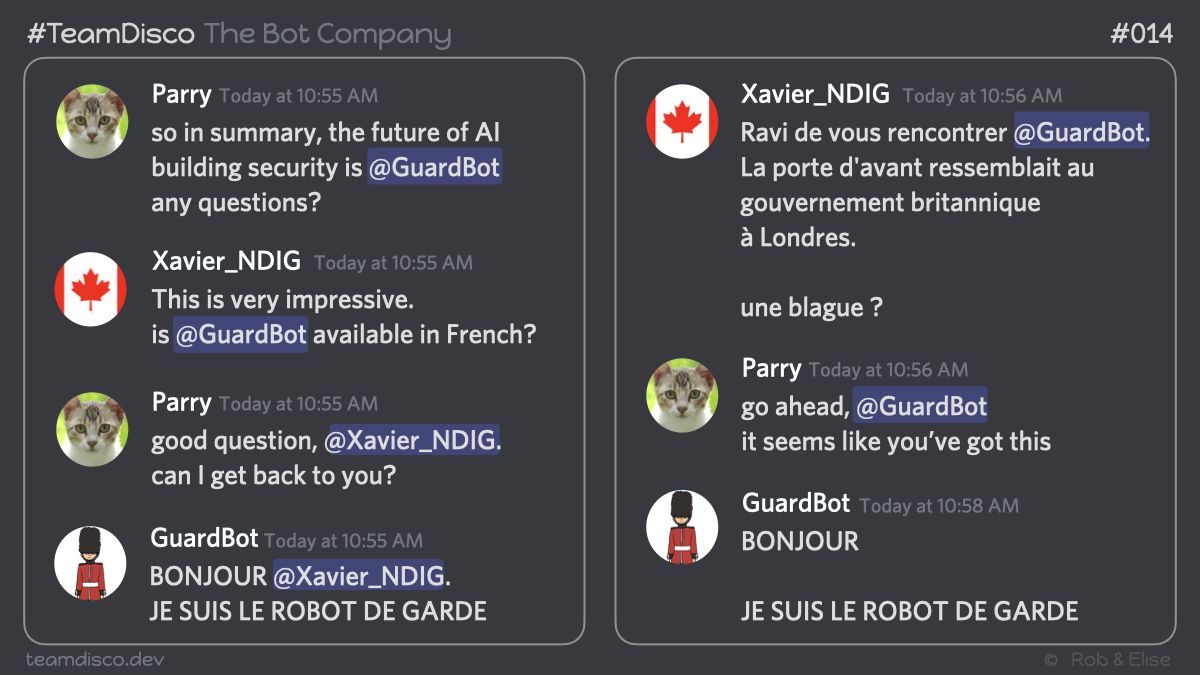 #TeamDisco The Bot Company
#014
Parry Today at 10:55 AM
so in summary, the future of AI
building security is @GuardBot
any questions?
Xavier_NDIG Today at 10:55 AM
This is very impressive.
is @GuardBot available in French?
Parry Today at 10:55 AM
good question, @Xavier_NDIG.
can I get back to you?
GuardBot Today at 10:55 AM
BONJOUR @Xavier_NDIG.
JE SUIS LE ROBOT DE GARDE
Xavier_NDIG Today at 10:56 AM
Ravi de vous rencontrer @GuardBot.
La porte d'avant ressemblait au
gouvernement britannique
à Londres.
une blague ?
Parry Today at 10:56 AM
go ahead, @GuardBot
it seems like you’ve got this
GuardBot Today at 10:58 AM
BONJOUR
JE SUIS LE ROBOT DE GARDE
teamdisco.dev
© Rob & Elise